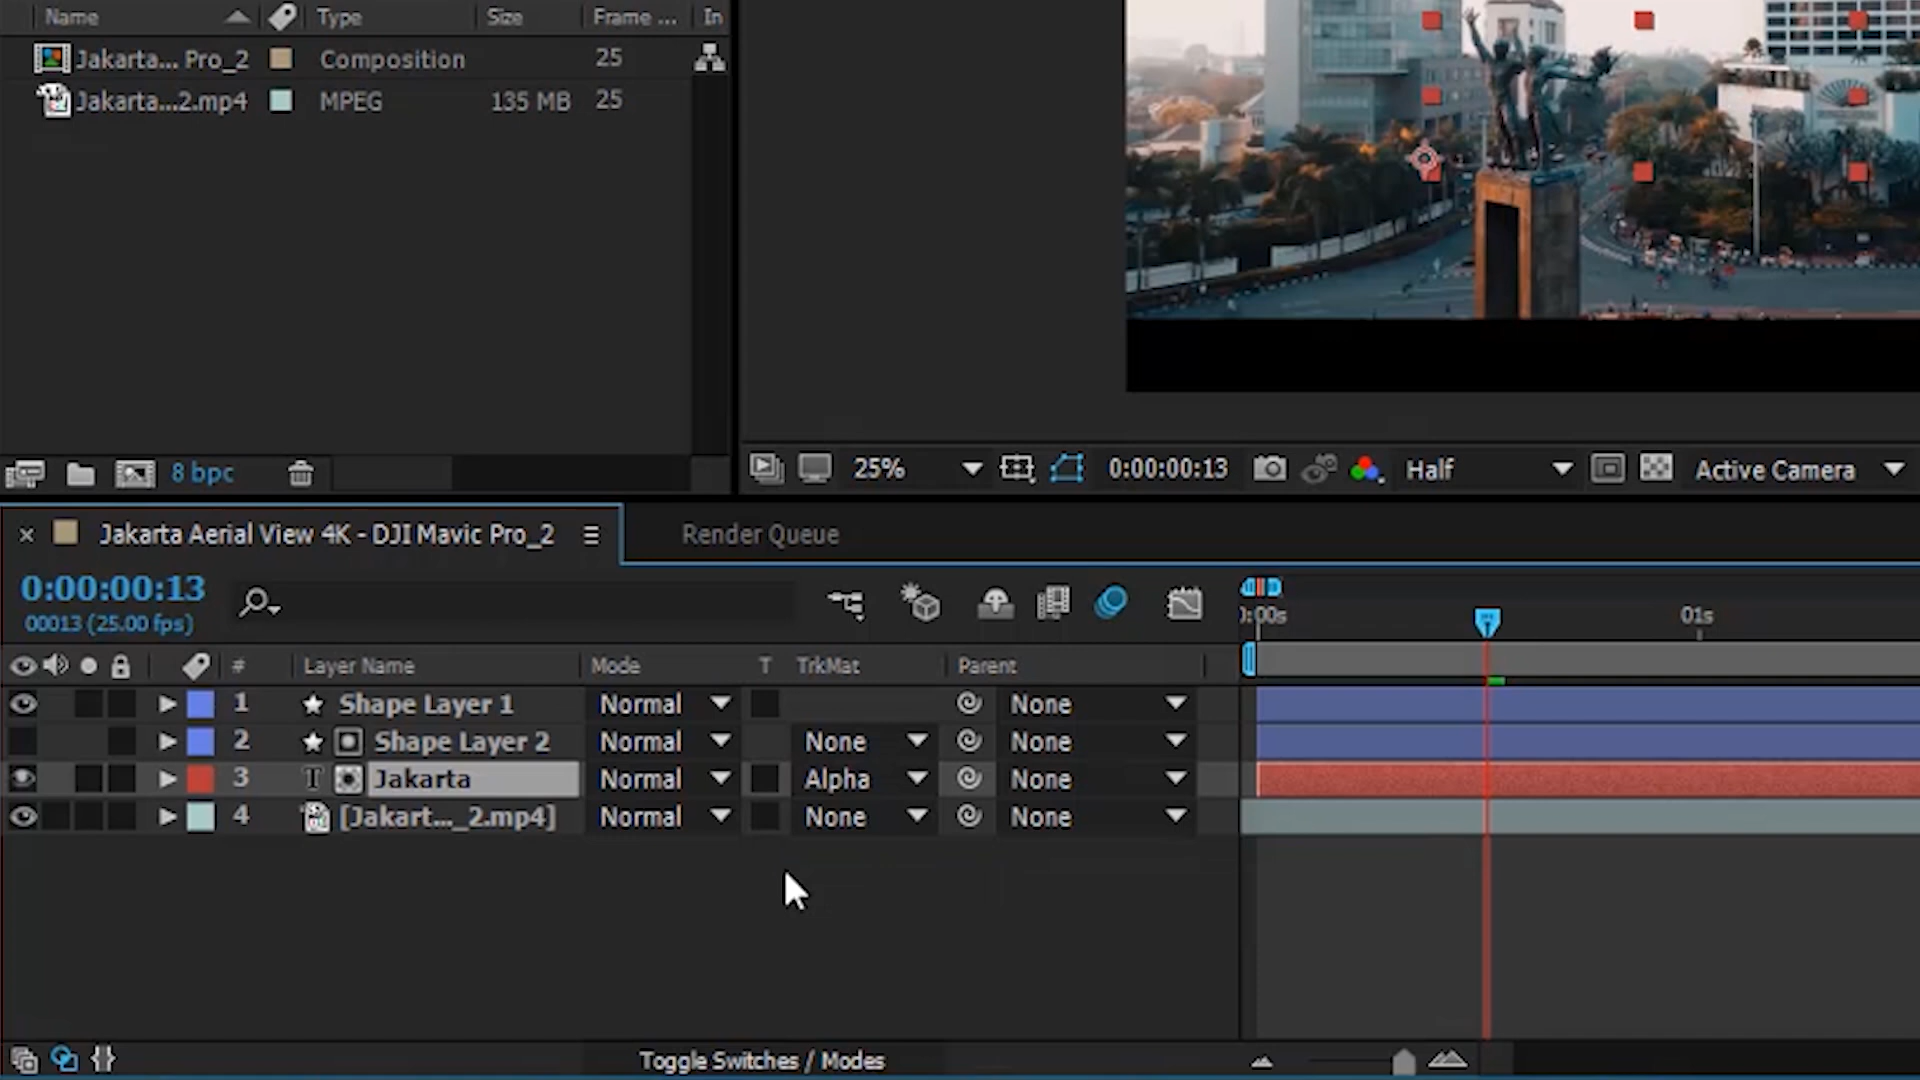 Name Type Size Frame ... In
Jakarta... Pro_2 Composition 25
Jakarta...2.mp4 MPEG 135 MB 25
8 bpc
25% 0:00:00:13 Half Active Camera
Jakarta Aerial View 4K - DJI Mavic Pro_2 Render Queue
0:00:00:13
00013 (25.00 fps)
):00s 01s
# Layer Name Mode T TrkMat Parent
1 Shape Layer 1 Normal None
2 Shape Layer 2 Normal None None
3 T Jakarta Normal Alpha None
4 [Jakart..._2.mp4] Normal None None
Toggle Switches / Modes